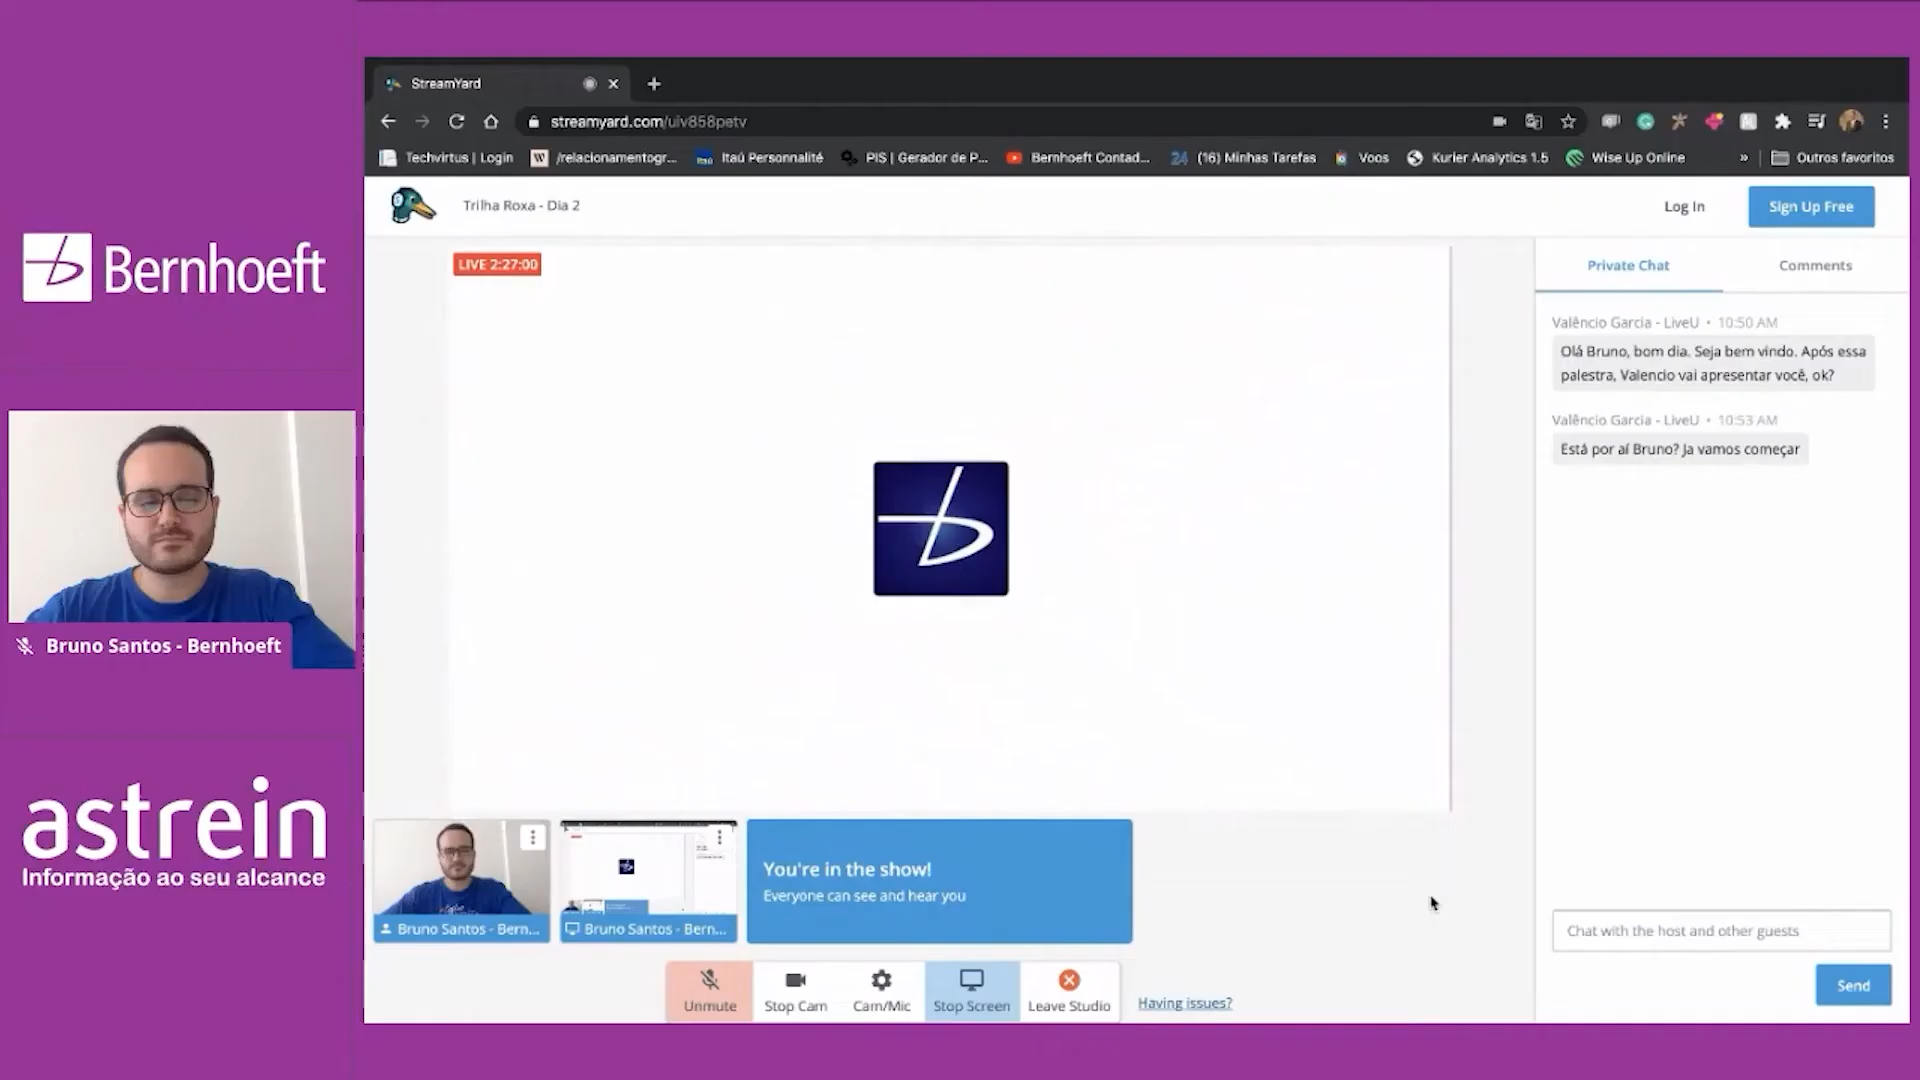 Bernhoeft
Bruno Santos - Bernhoeft
astrein
Informação ao seu alcance
StreamYard
streamyard.com/uiv858petv
Techvirtus | Login
/relacionamentogr...
Itaú Personnalité
PIS | Gerador de P...
Bernhoeft Contad...
24 (16) Minhas Tarefas
Voos
Kurier Analytics 1.5
Wise Up Online
»
Outros favoritos
Trilha Roxa - Dia 2
Log In
Sign Up Free
LIVE 2:27:00
Private Chat
Comments
Valêncio Garcia - LiveU • 10:50 AM
Olá Bruno, bom dia. Seja bem vindo. Após essa
palestra, Valencio vai apresentar você, ok?
Valêncio Garcia - LiveU • 10:53 AM
Está por aí Bruno? Ja vamos começar
Bruno Santos - Bern...
Bruno Santos - Bern...
You're in the show!
Everyone can see and hear you
Chat with the host and other guests
Send
Unmute
Stop Cam
Cam/Mic
Stop Screen
Leave Studio
Having issues?